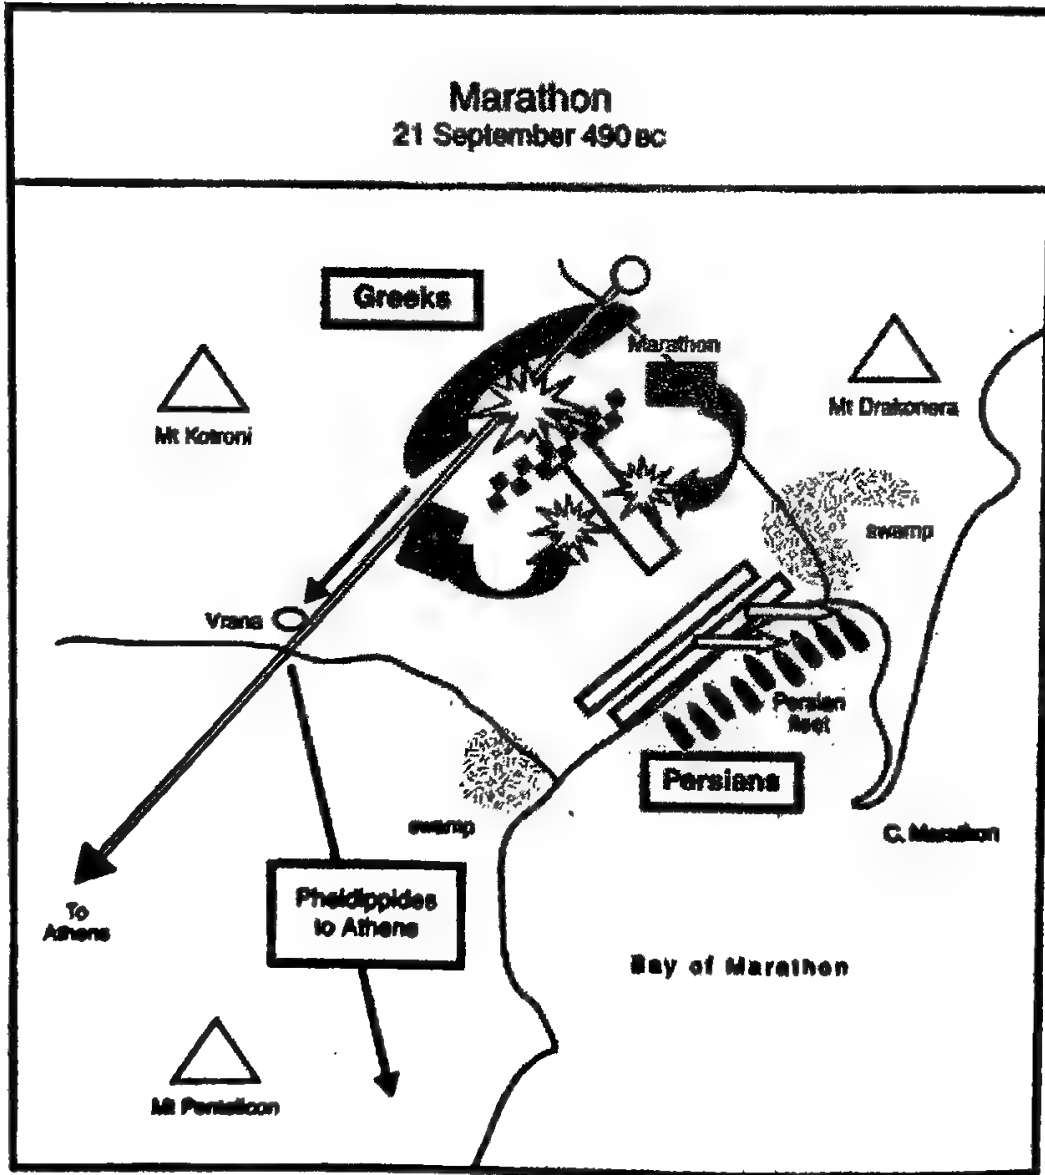 Marathon
21 September 490 BC
Greeks
Marathon
Mt Kotroni
Mt Drakonera
swamp
Vrana
Persian
fleet
Persians
swamp
C. Marathon
Pheidippides
to Athens
To
Athens
Bay of Marathon
Mt Pentelicon